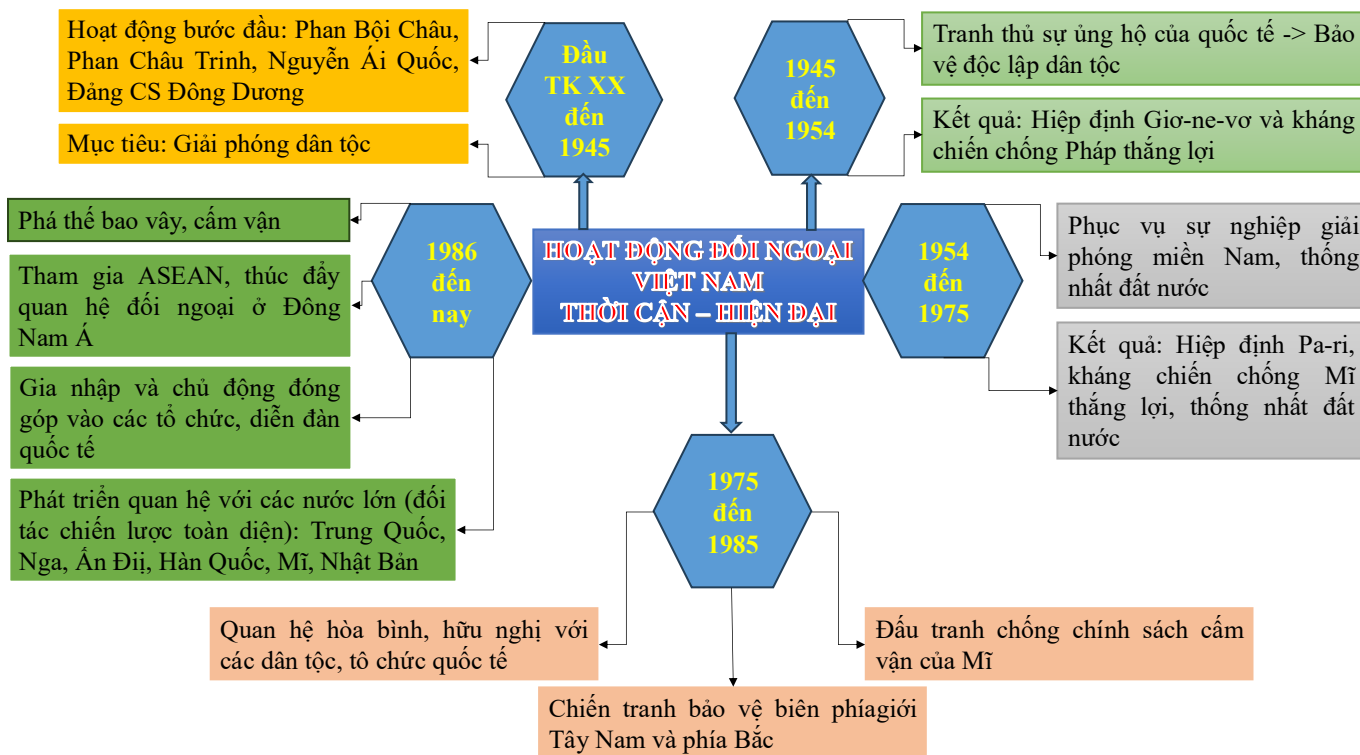 Hoạt động bước đầu: Phan Bội Châu,
Phan Châu Trinh, Nguyễn Ái Quốc,
Đảng CS Đông Dương
Mục tiêu: Giải phóng dân tộc
Đầu
TK XX
đến
1945
1945
đến
1954
Tranh thủ sự ủng hộ của quốc tế -> Bảo
vệ độc lập dân tộc
Kết quả: Hiệp định Giơ-ne-vơ và kháng
chiến chống Pháp thắng lợi
Phá thế bao vây, cấm vận
Tham gia ASEAN, thúc đẩy
quan hệ đối ngoại ở Đông
Nam Á
Gia nhập và chủ động đóng
góp vào các tổ chức, diễn đàn
quốc tế
Phát triển quan hệ với các nước lớn (đối
tác chiến lược toàn diện): Trung Quốc,
Nga, Ấn Điị, Hàn Quốc, Mĩ, Nhật Bản
1986
đến
nay
HOẠT ĐỘNG ĐỐI NGOẠI
VIỆT NAM
THỜI CẬN – HIỆN ĐẠI
1954
đến
1975
Phục vụ sự nghiệp giải
phóng miền Nam, thống
nhất đất nước
Kết quả: Hiệp định Pa-ri,
kháng chiến chống Mĩ
thắng lợi, thống nhất đất
nước
1975
đến
1985
Quan hệ hòa bình, hữu nghị với
các dân tộc, tô chức quốc tế
Chiến tranh bảo vệ biên phíagiới
Tây Nam và phía Bắc
Đấu tranh chống chính sách cấm
vận của Mĩ